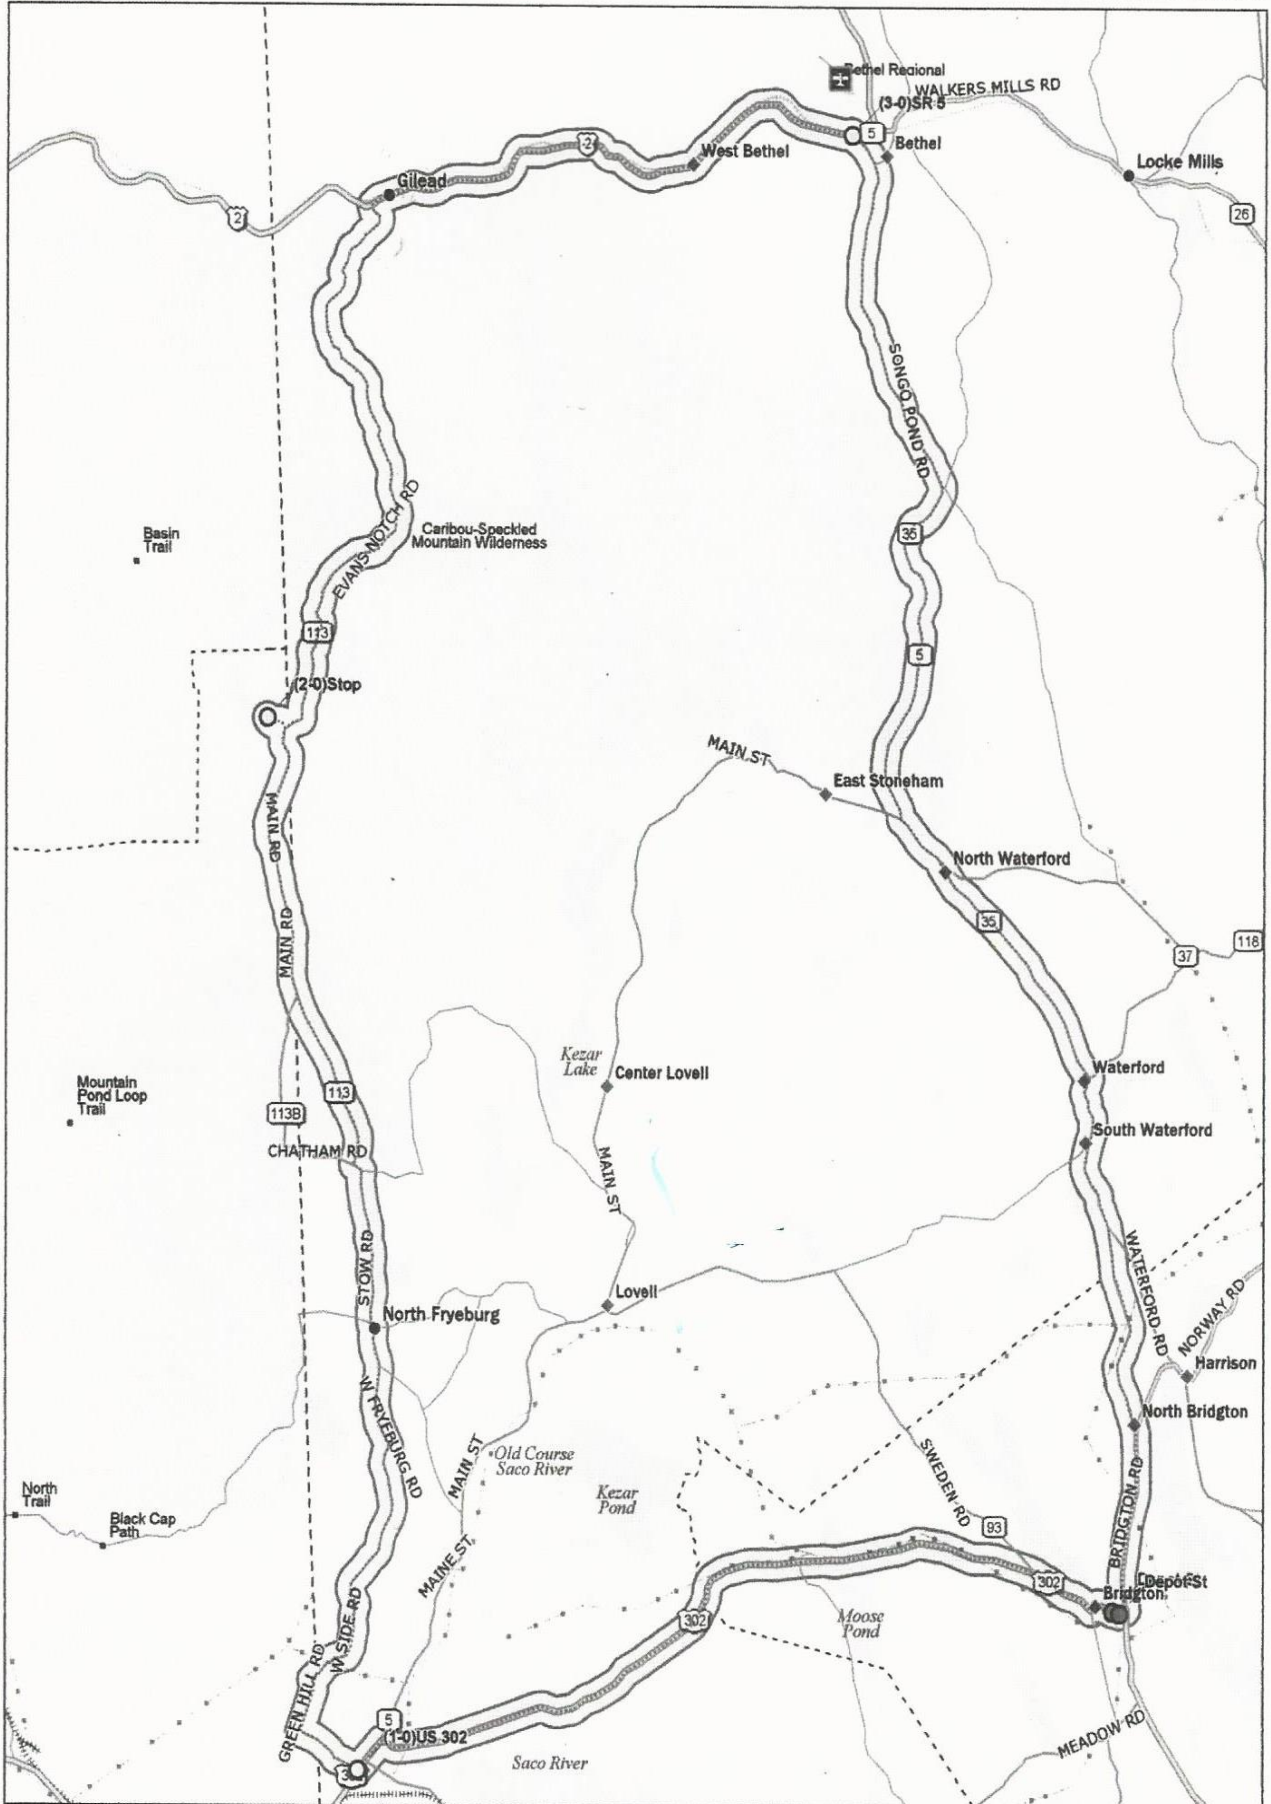 Bethel Regional
WALKERS MILLS RD
(3-0)SR 5
5
Bethel
West Bethel
2
Locke Mills
Gilead
2
26
SONGO POND RD
EVANS NOTCH RD
Caribou-Speckled
Mountain Wilderness
Basin
Trail
35
113
5
(2-0)Stop
MAIN ST
East Stoneham
MAIN RD
North Waterford
35
MAIN RD
118
37
Kezar
Lake
Center Lovell
Waterford
Mountain
Pond Loop
Trail
113
113B
South Waterford
CHATHAM RD
MAIN ST
STOW RD
WATERFORD RD
Lovell
North Fryeburg
NORWAY RD
Harrison
W FRYEBURG RD
North Bridgton
MAIN ST
Old Course
Saco River
SWEDEN RD
BRIDGTON RD
Kezar
Pond
North
Trail
Black Cap
Path
93
MAINE ST
302
Depot St
Bridgton
W SIDE RD
302
Moose
Pond
GREEN HILL RD
5
(1-0)US 302
MEADOW RD
Saco River